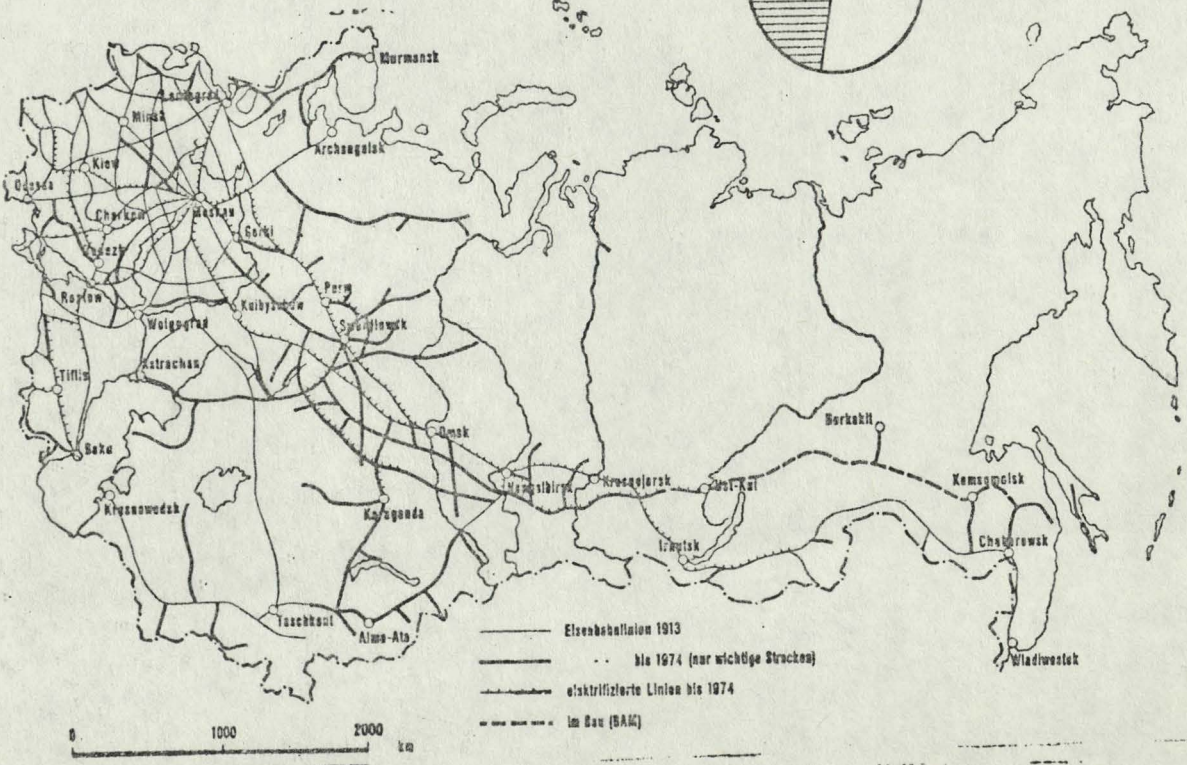 Murmansk
Leningrad
Minsk
Archangelsk
Kiew
Odessa
Moskau
Charkow
Gorki
Rostow
Perm
Kuibyschew
Wolgograd
Swerdlowsk
Astrachan
Tiflis
Baku
Omsk
Berkakit
Nowosibirsk
Krasnojarsk
Ust-Kut
Komsomolsk
Krasnowodsk
Karaganda
Irkutsk
Chabarowsk
Taschkent
Alma-Ata
Wladiwostok
Eisenbahnlinien 1913
bis 1974 (nur wichtige Strecken)
elektrifizierte Linien bis 1974
im Bau (BAM)
0 1000 2000
km